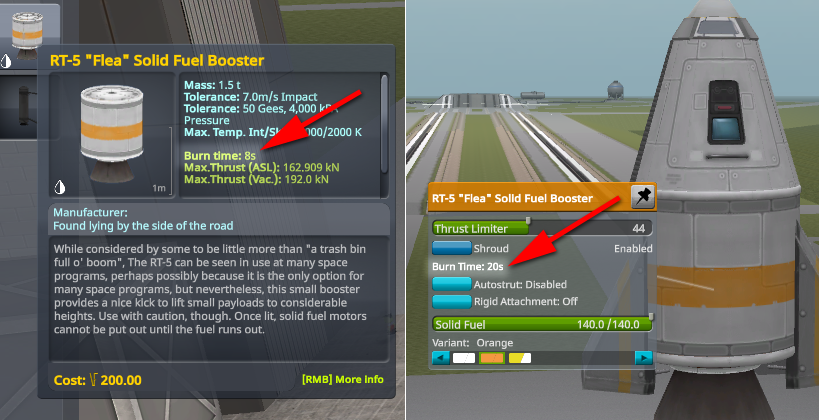 RT-5 "Flea" Solid Fuel Booster
Mass: 1.5 t
Tolerance: 7.0m/s Impact
Tolerance: 50 Gees, 4,000 kPA
Pressure
Max. Temp. Int/Sk 2000/2000 K
Burn time: 8s
Max.Thrust (ASL): 162.909 kN
Max.Thrust (Vac.): 192.0 kN
1m
Manufacturer:
Found lying by the side of the road
While considered by some to be little more than "a trash bin
full o' boom", The RT-5 can be seen in use at many space
programs, perhaps possibly because it is the only option for
many space programs, but nevertheless, this small booster
provides a nice kick to lift small payloads to considerable
heights. Use with caution, though. Once lit, solid fuel motors
cannot be put out until the fuel runs out.
Cost: 200.00
[RMB] More Info
RT-5 "Flea" Solid Fuel Booster
Thrust Limiter 44
Shroud Enabled
Burn Time: 20s
Autostrut: Disabled
Rigid Attachment: Off
Solid Fuel 140.0 /140.0
Variant: Orange